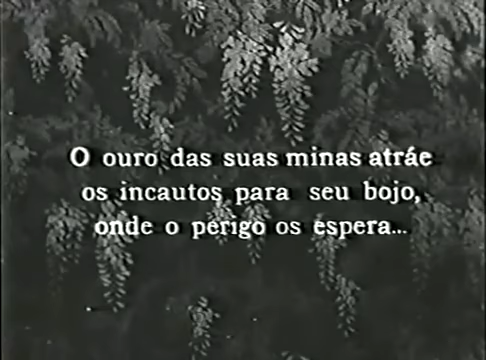 O ouro das suas minas atráe
os incautos para seu bojo,
onde o perigo os espera...